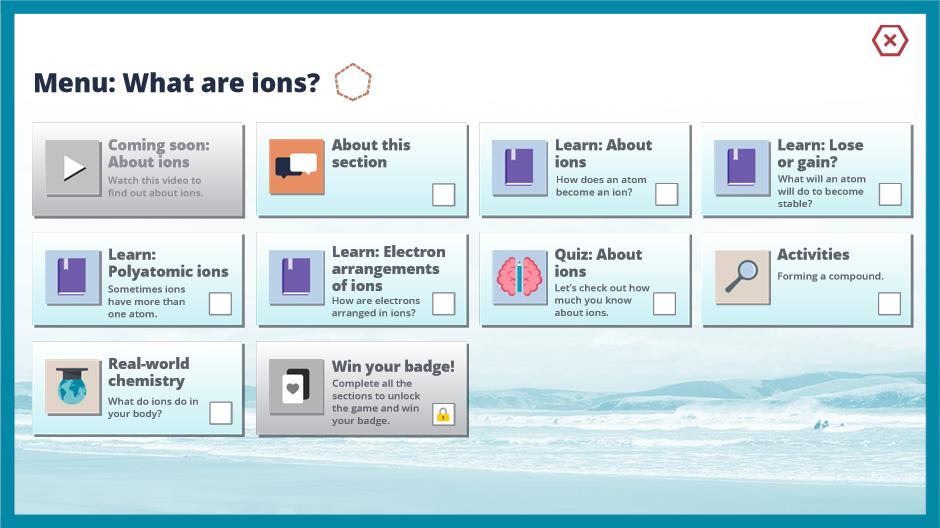 Menu: What are ions?
Coming soon:
About ions
Watch this video to
find out about ions.
About this
section
Learn: About
ions
How does an atom
become an ion?
Learn: Lose
or gain?
What will an atom
will do to become
stable?
Learn:
Polyatomic ions
Sometimes ions
have more than
one atom.
Learn: Electron
arrangements
of ions
How are electrons
arranged in ions?
Quiz: About
ions
Let's check out how
much you know
about ions.
Activities
Forming a compound.
Real-world
chemistry
What do ions do in
your body?
Win your badge!
Complete all the
sections to unlock
the game and win
your badge.